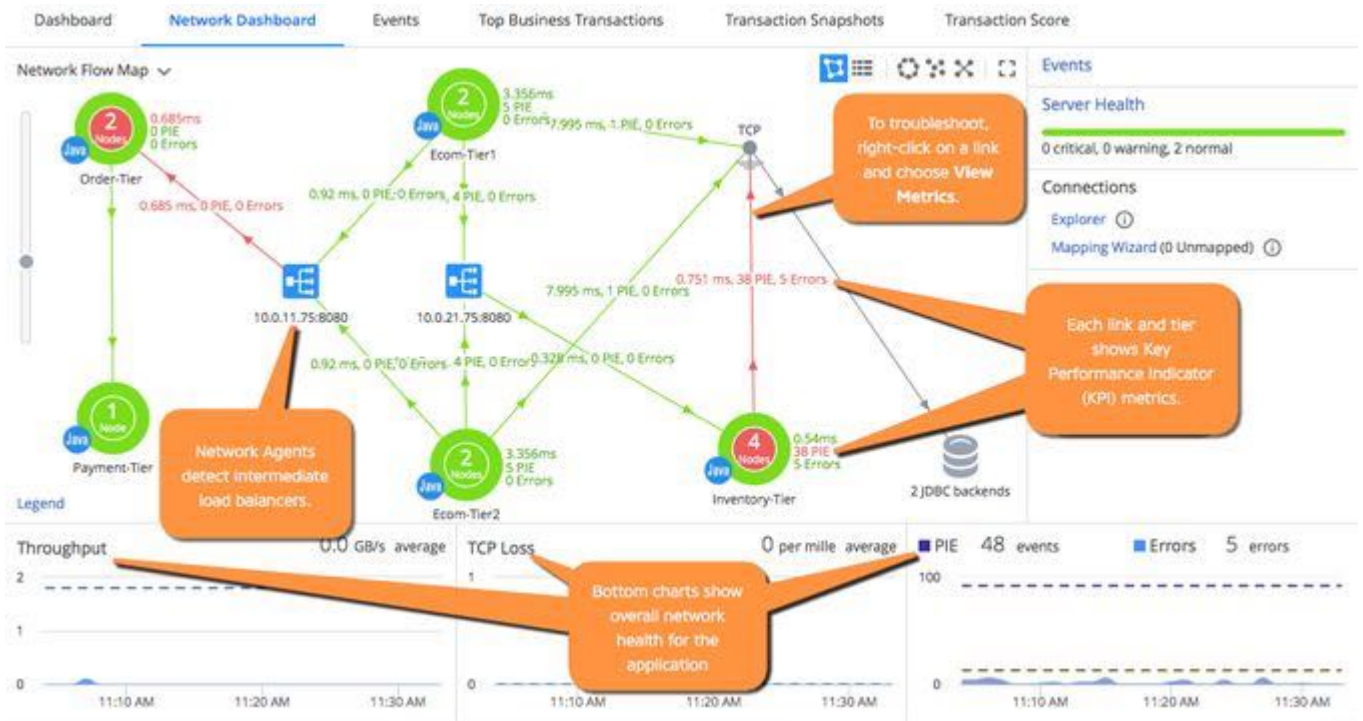 Dashboard
Network Dashboard
Events
Top Business Transactions
Transaction Snapshots
Transaction Score
Network Flow Map
2
Nodes
Java
0.685ms
0 PIE
0 Errors
Order-Tier
2
Nodes
Java
3.356ms
5 PIE
0 Errors
Ecom-Tier1
7.995 ms, 1 PIE, 0 Errors
TCP
0.685 ms, 0 PIE, 0 Errors
0.92 ms, 0 PIE, 0 Errors
, 4 PIE, 0 Errors
10.0.11.75:8080
10.0.21.75:8080
7.995 ms, 1 PIE, 0 Errors
0.751 ms, 38 PIE, 5 Errors
0.92 ms, 0 PIE, 0
4 PIE, 0 Errors
0.328 ms, 0 PIE, 0 Errors
1
Node
Java
Payment-Tier
2
Nodes
Java
3.356ms
5 PIE
0 Errors
Ecom-Tier2
4
Nodes
Java
0.54ms
38 PIE
5 Errors
Inventory-Tier
2 JDBC backends
Legend
To troubleshoot,
right-click on a link
and choose View
Metrics.
Each link and tier
shows Key
Performance Indicator
(KPI) metrics.
Network Agents
detect intermediate
load balancers.
Events
Server Health
0 critical, 0 warning, 2 normal
Connections
Explorer
Mapping Wizard (0 Unmapped)
Throughput
0.0 GB/s average
2
1
0
11:10 AM
11:20 AM
11:30 AM
TCP Loss
0 per mille average
1
0
11:10 AM
11:20 AM
11:30 AM
Bottom charts show
overall network
health for the
application
PIE 48 events
Errors 5 errors
100
0
11:10 AM
11:20 AM
11:30 AM